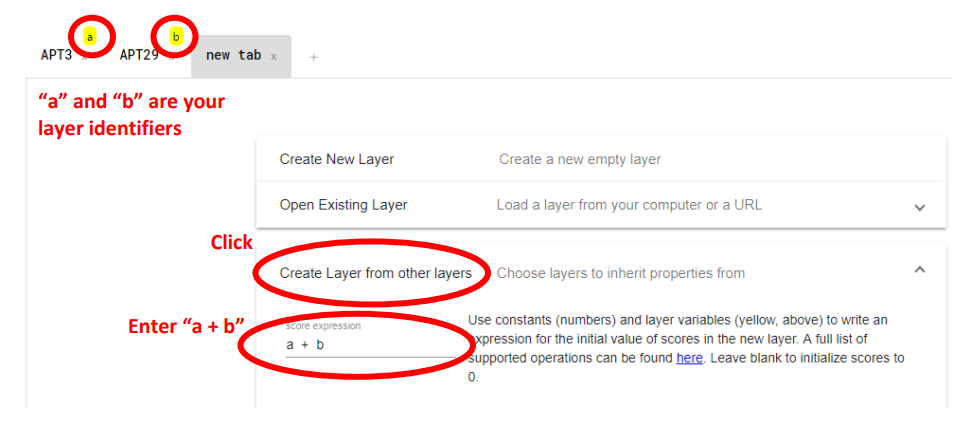 a b
APT3 x APT29 x new tab x +
“a” and “b” are your
layer identifiers
Create New Layer Create a new empty layer
Open Existing Layer Load a layer from your computer or a URL
Click
Create Layer from other layers Choose layers to inherit properties from
Enter “a + b”
score expression
a + b
Use constants (numbers) and layer variables (yellow, above) to write an
expression for the initial value of scores in the new layer. A full list of
supported operations can be found here. Leave blank to initialize scores to
0.